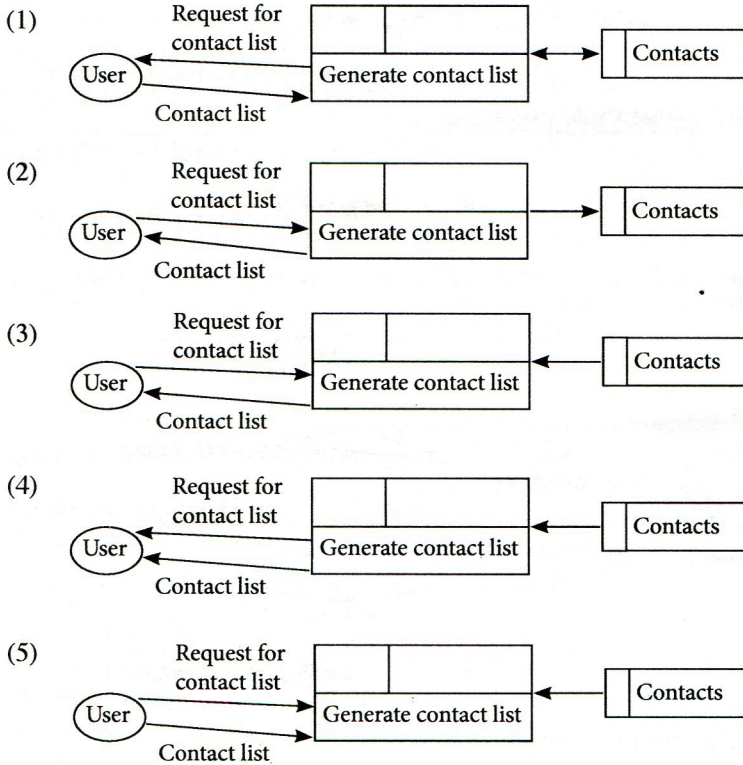 (1)
Request for
contact list
User
Generate contact list
Contacts
Contact list
(2)
Request for
contact list
User
Generate contact list
Contacts
Contact list
(3)
Request for
contact list
User
Generate contact list
Contacts
Contact list
(4)
Request for
contact list
User
Generate contact list
Contacts
Contact list
(5)
Request for
contact list
User
Generate contact list
Contacts
Contact list